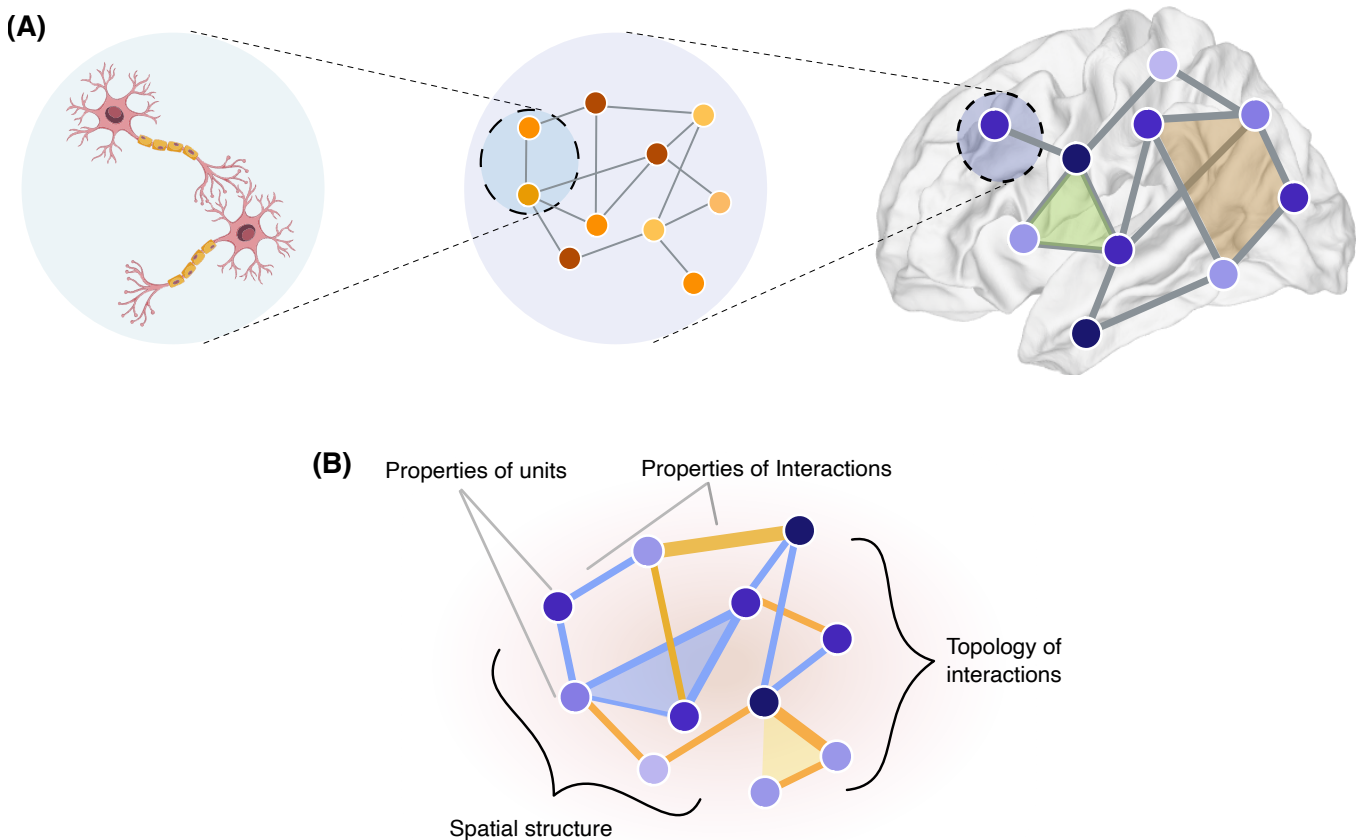 (A)
(B)
Properties of units
Properties of Interactions
Topology of
interactions
Spatial structure